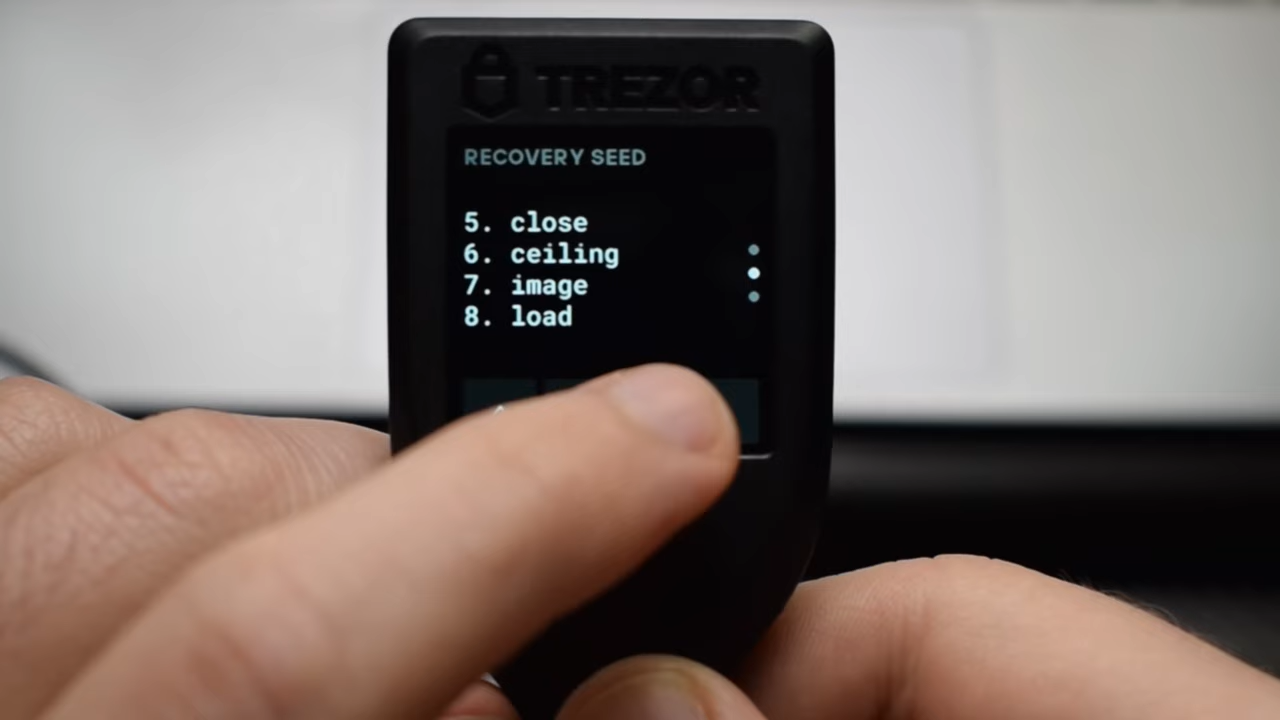 TREZOR
RECOVERY SEED
5. close
6. ceiling
7. image
8. load